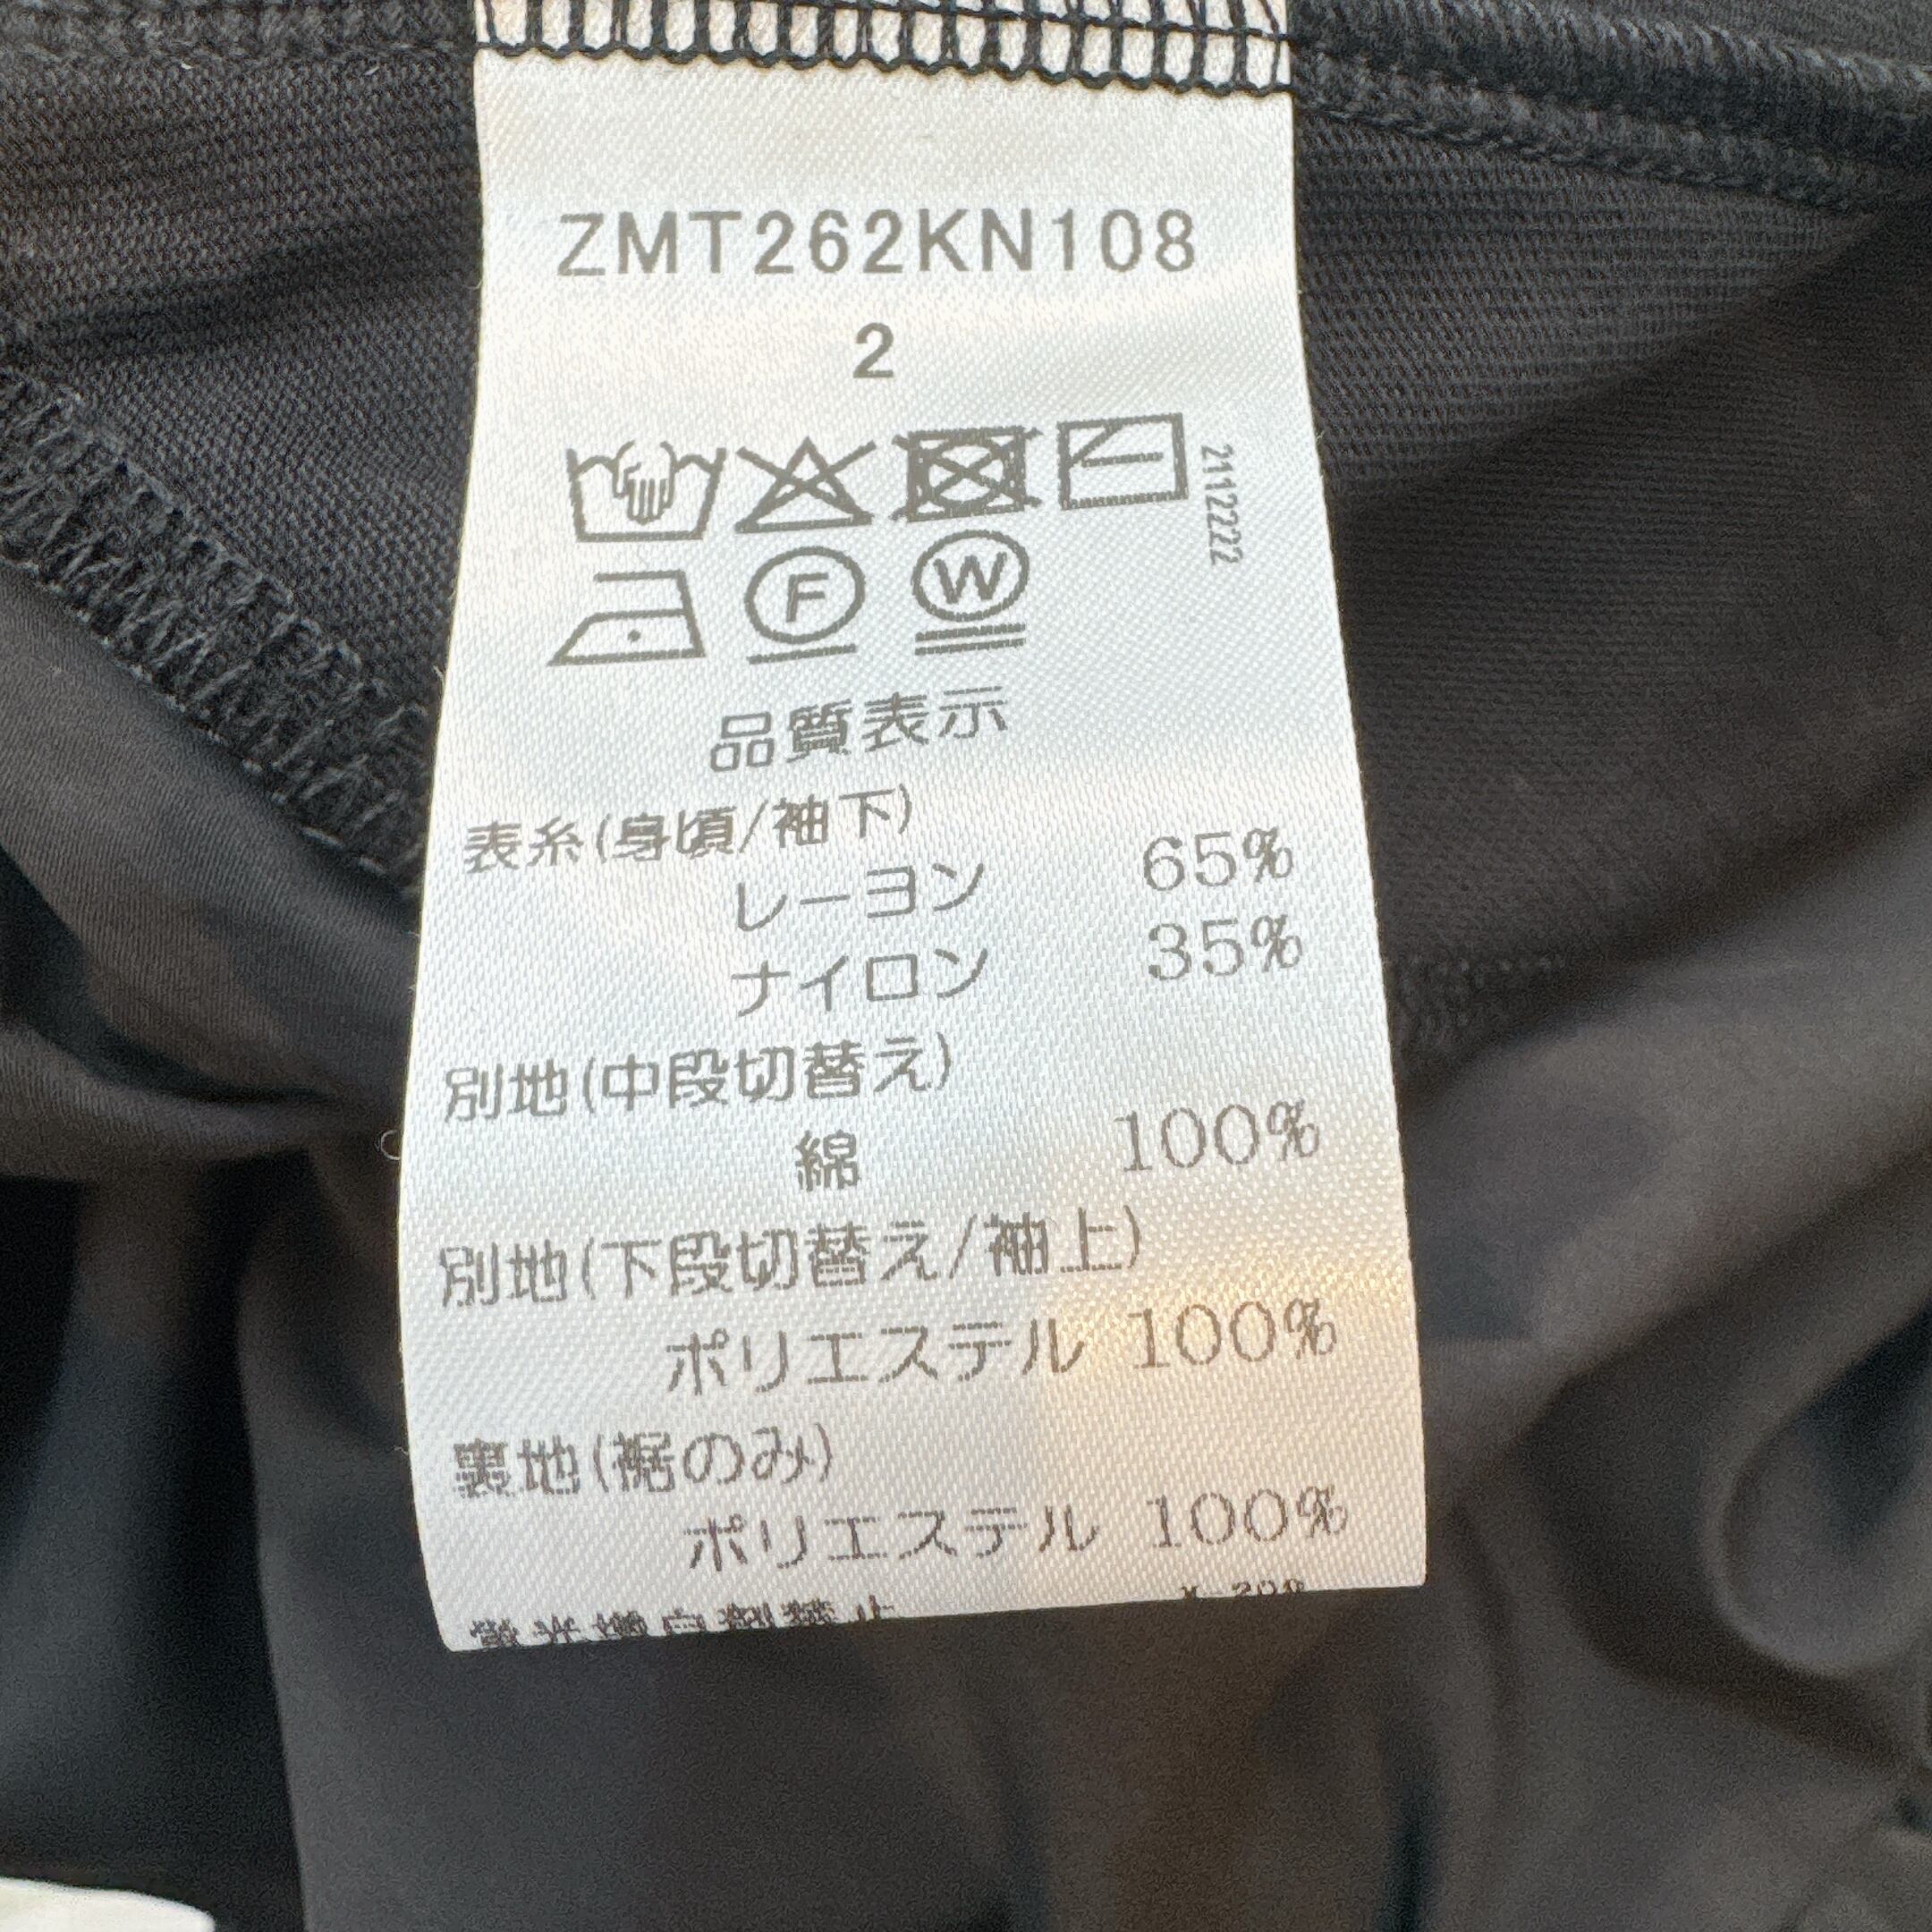 ZMT262KN108
2
2112222
F W
品質表示
表糸(身頃/袖下)
レーヨン 65%
ナイロン 35%
別地(中段切替え)
綿 100%
別地(下段切替え/袖上)
ポリエステル 100%
裏地(裾のみ)
ポリエステル 100%